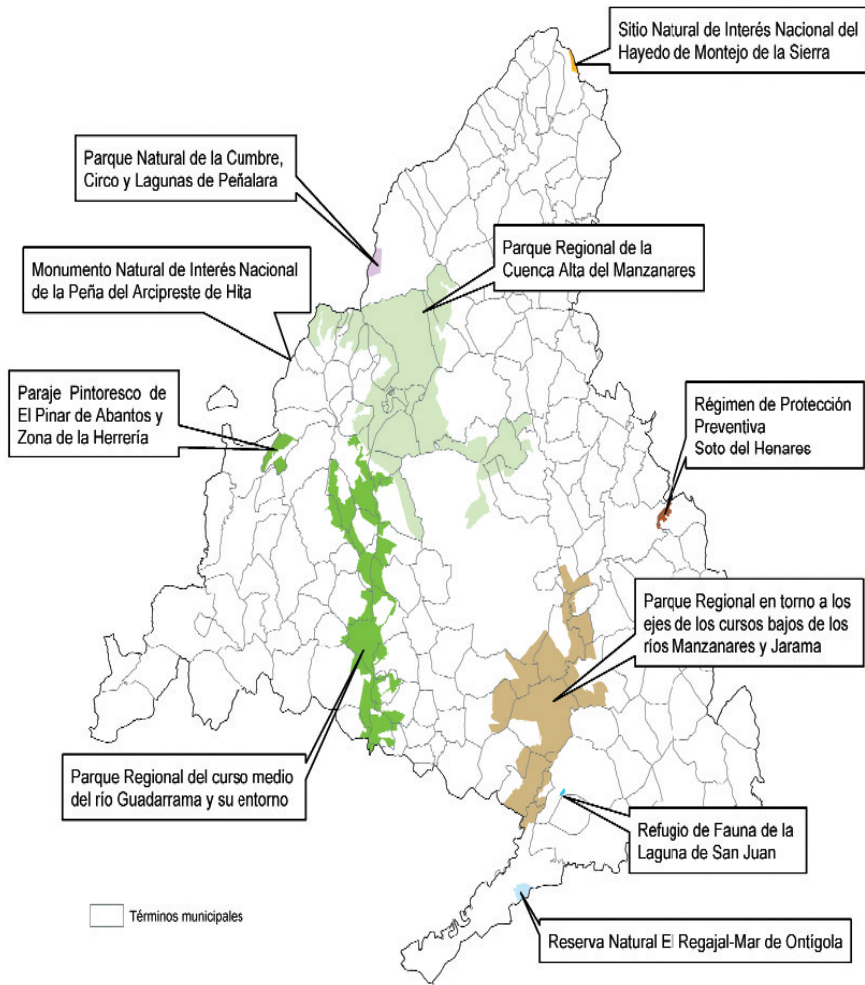 Sitio Natural de Interés Nacional del
Hayedo de Montejo de la Sierra
Parque Natural de la Cumbre,
Circo y Lagunas de Peñalara
Parque Regional de la
Cuenca Alta del Manzanares
Monumento Natural de Interés Nacional
de la Peña del Arcipreste de Hita
Paraje Pintoresco de
El Pinar de Abantos y
Zona de la Herrería
Régimen de Protección
Preventiva
Soto del Henares
Parque Regional en torno a los
ejes de los cursos bajos de los
ríos Manzanares y Jarama
Parque Regional del curso medio
del río Guadarrama y su entorno
Refugio de Fauna de la
Laguna de San Juan
Términos municipales
Reserva Natural El Regajal-Mar de Ontígola